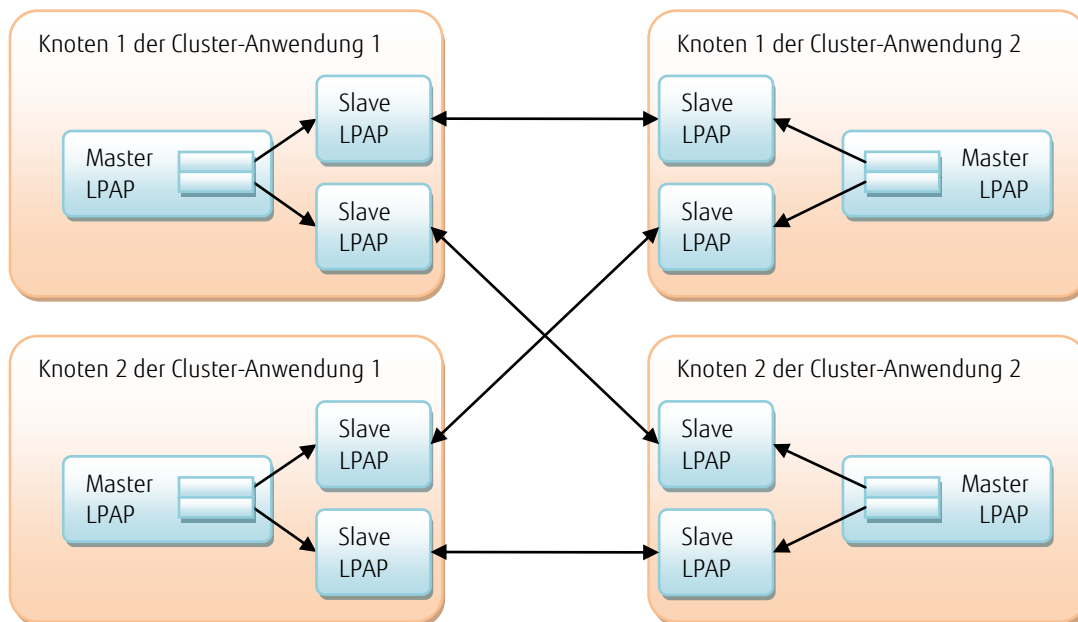 Knoten 1 der Cluster-Anwendung 1
Master
LPAP
Slave
LPAP
Slave
LPAP
Knoten 1 der Cluster-Anwendung 2
Slave
LPAP
Slave
LPAP
Master
LPAP
Knoten 2 der Cluster-Anwendung 1
Master
LPAP
Slave
LPAP
Slave
LPAP
Knoten 2 der Cluster-Anwendung 2
Slave
LPAP
Slave
LPAP
Master
LPAP